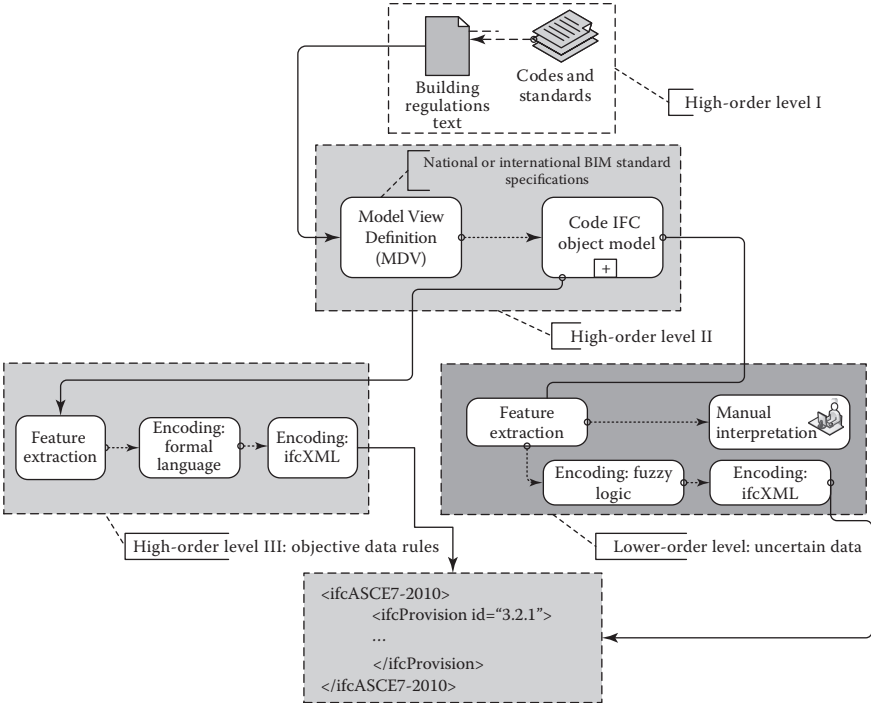 Building
regulations
text
Codes and
standards
High-order level I
National or international BIM standard
specifications
Model View
Definition
(MDV)
Code IFC
object model
+
High-order level II
Feature
extraction
Encoding:
formal
language
Encoding:
ifcXML
High-order level III: objective data rules
Feature
extraction
Manual
interpretation
Encoding: fuzzy
logic
Encoding:
ifcXML
Lower-order level: uncertain data
<ifcASCE7-2010>
<ifcProvision id=“3.2.1”>
...
</ifcProvision>
</ifcASCE7-2010>